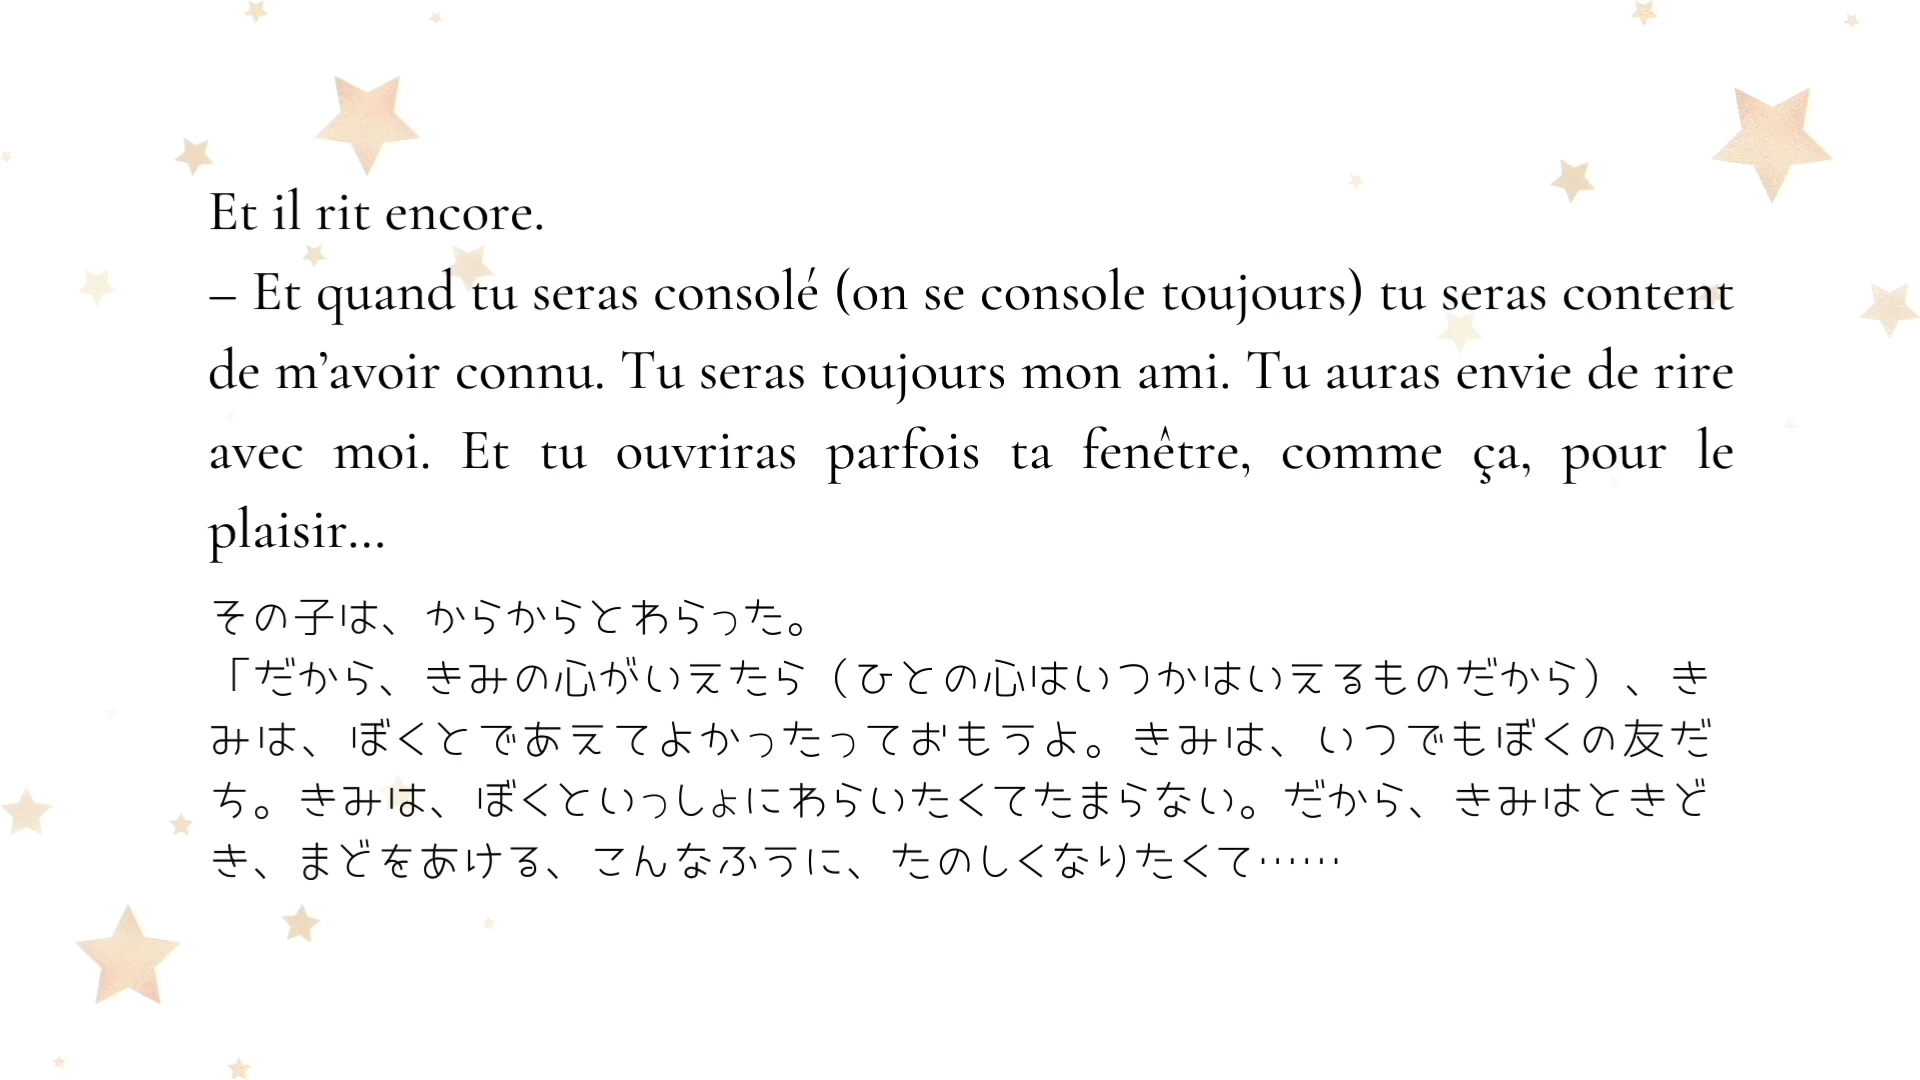 Et il rit encore.
– Et quand tu seras consolé (on se console toujours) tu seras content
de m’avoir connu. Tu seras toujours mon ami. Tu auras envie de rire
avec moi. Et tu ouvriras parfois ta fenêtre, comme ça, pour le
plaisir...
その子は、からからとわらった。
「だから、きみの心がいえたら（ひとの心はいつかはいえるものだから）、き
みは、ぼくとであえてよかったっておもうよ。きみは、いつでもぼくの友だ
ち。きみは、ぼくといっしょにわらいたくてたまらない。だから、きみはときど
き、まどをあける、こんなふうに、たのしくなりたくて……